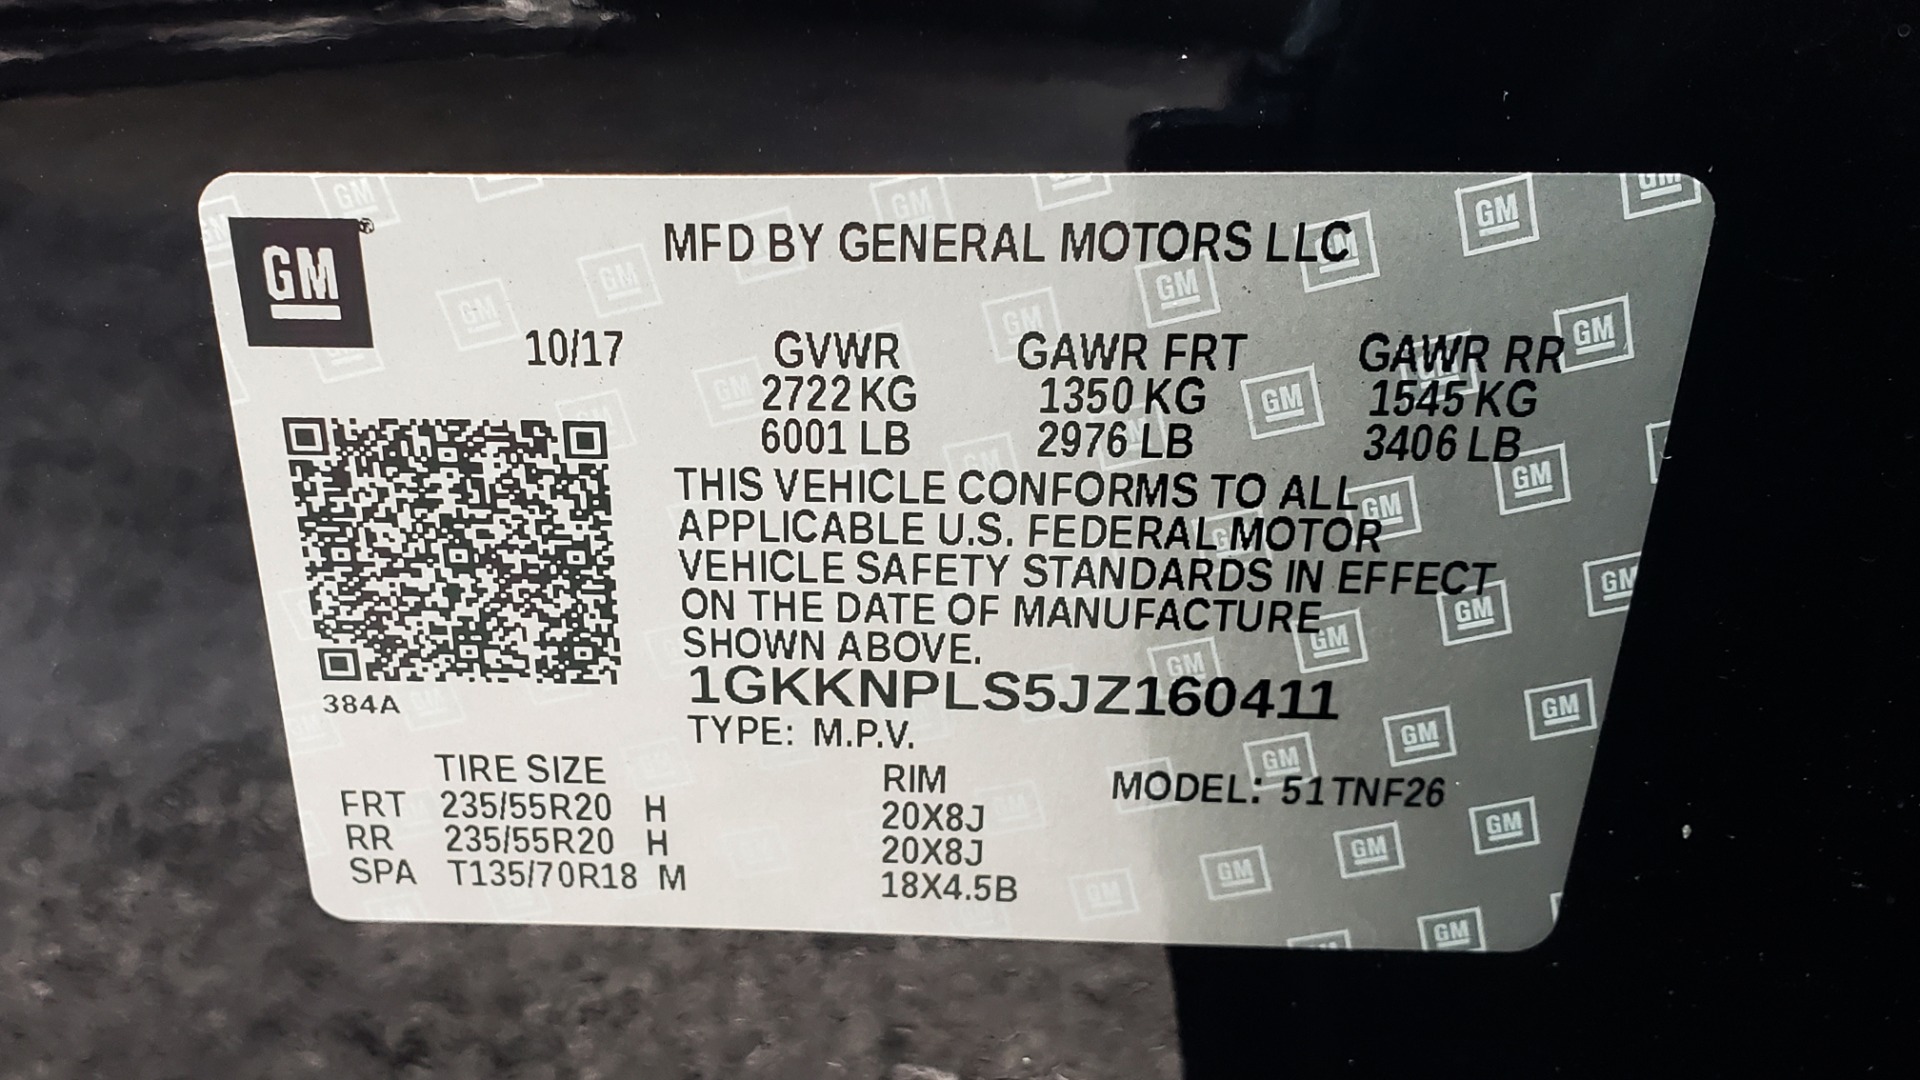 GM
MFD BY GENERAL MOTORS LLC
10/17 GVWR GAWR FRT GAWR RR
2722 KG 1350 KG 1545 KG
6001 LB 2976 LB 3406 LB
THIS VEHICLE CONFORMS TO ALL
APPLICABLE U.S. FEDERAL MOTOR
VEHICLE SAFETY STANDARDS IN EFFECT
ON THE DATE OF MANUFACTURE
SHOWN ABOVE.
1GKKNPLS5JZ160411
384A
TYPE: M.P.V.
TIRE SIZE RIM MODEL: 51TNF26
FRT 235/55R20 H 20X8J
RR 235/55R20 H 20X8J
SPA T135/70R18 M 18X4.5B